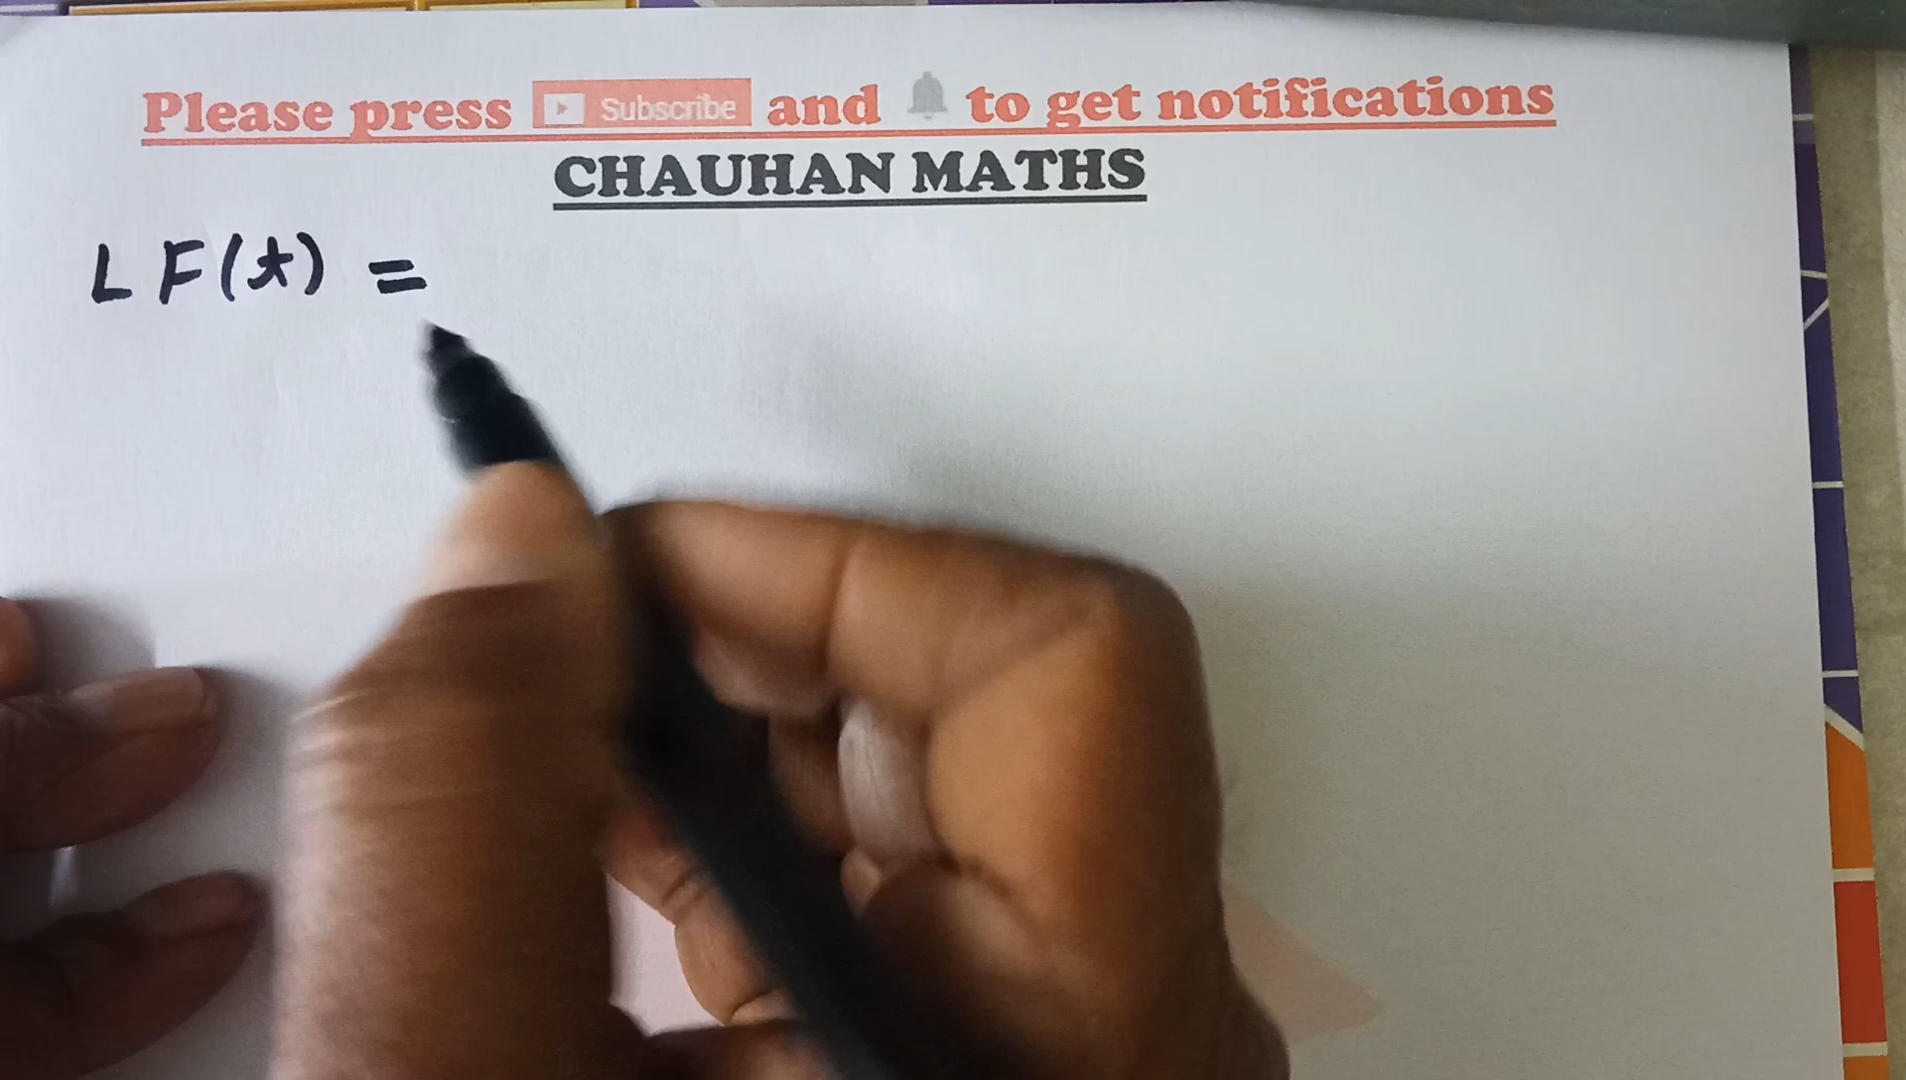 Please press Subscribe and to get notifications
CHAUHAN MATHS
L F(t) =